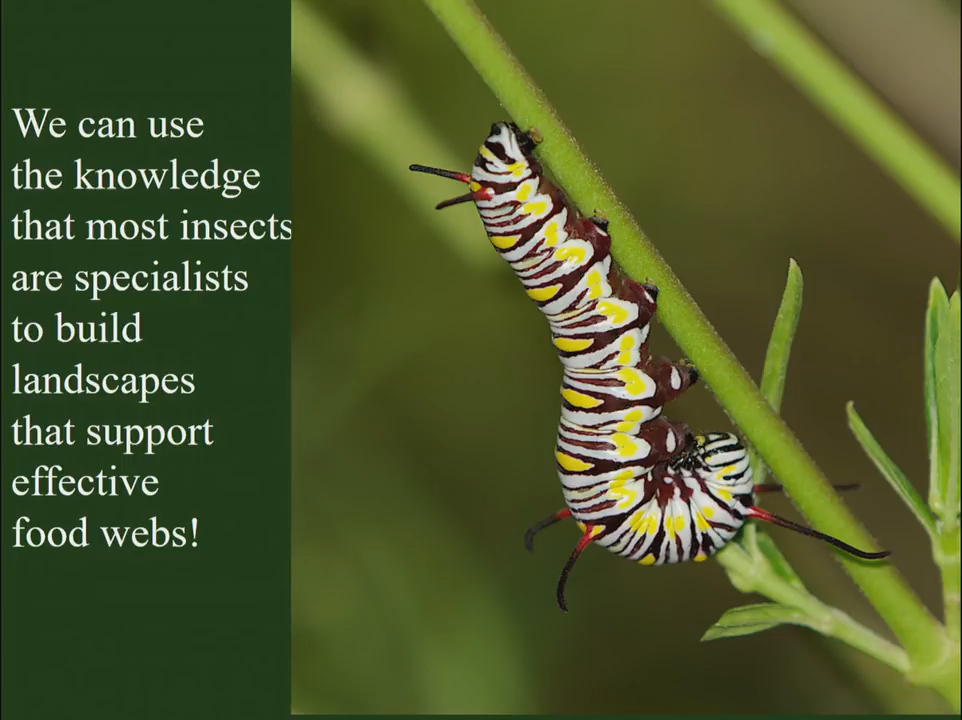 We can use
the knowledge
that most insects
are specialists
to build
landscapes
that support
effective
food webs!